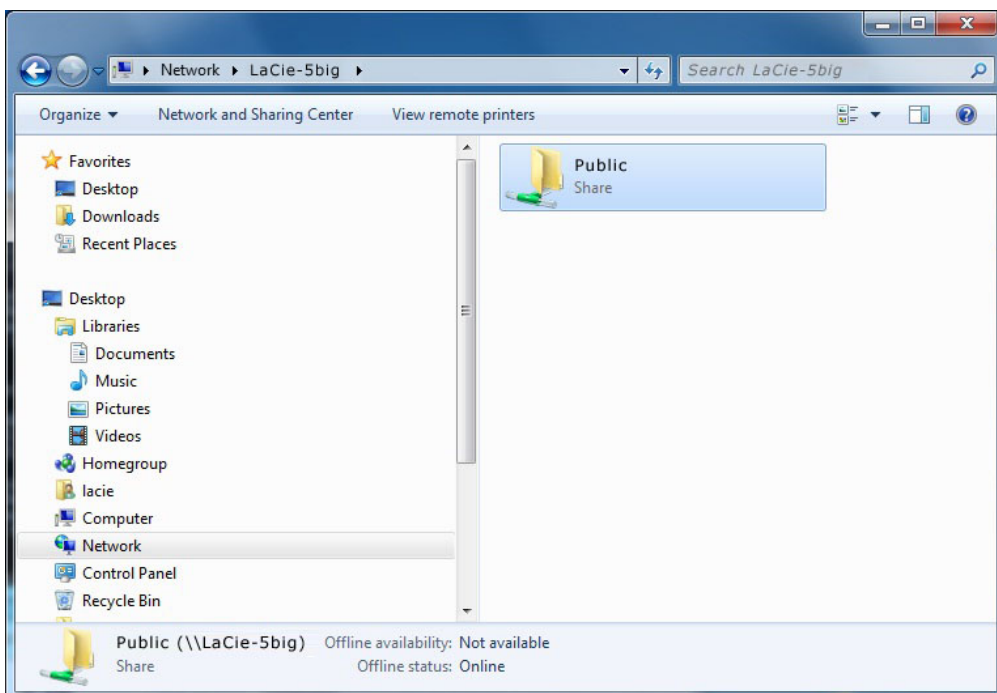 Network ▸ LaCie-5big ▸
Search LaCie-5big
Organize ▾ Network and Sharing Center View remote printers
Favorites
Desktop
Downloads
Recent Places
Desktop
Libraries
Documents
Music
Pictures
Videos
Homegroup
lacie
Computer
Network
Control Panel
Recycle Bin
Public
Share
Public (\\LaCie-5big) Offline availability: Not available
Share Offline status: Online